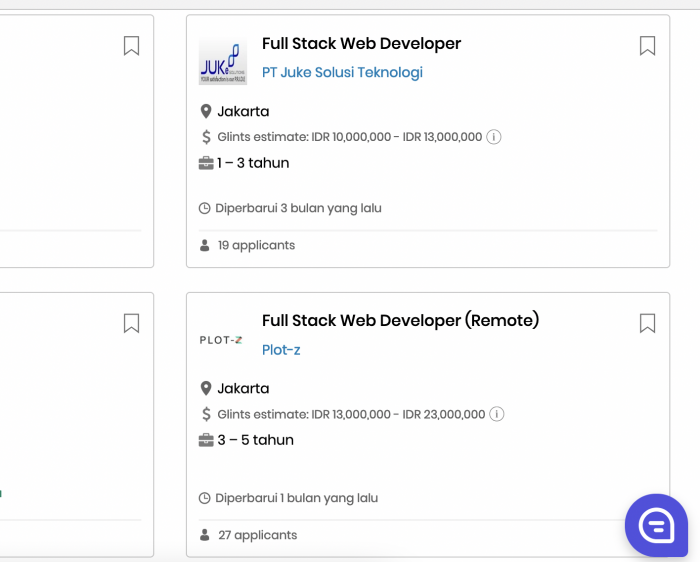 Full Stack Web Developer
JUKe
PT Juke Solusi Teknologi
Jakarta
$ Glints estimate: IDR 10,000,000 - IDR 13,000,000
1 – 3 tahun
Diperbarui 3 bulan yang lalu
19 applicants
Full Stack Web Developer (Remote)
PLOT-Z
Plot-z
Jakarta
$ Glints estimate: IDR 13,000,000 - IDR 23,000,000
3 – 5 tahun
Diperbarui 1 bulan yang lalu
27 applicants